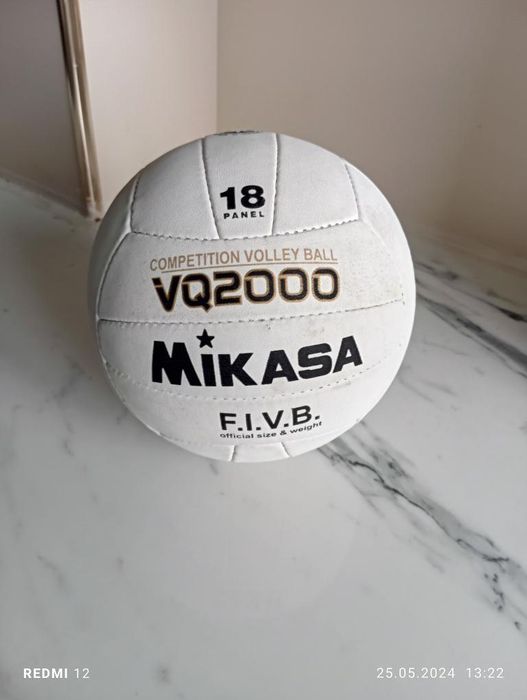 18
PANEL
COMPETITION VOLLEY BALL
VQ2000
MiKASA
F.I.V.B.
official size & weight
REDMI 12
25.05.2024 13:22